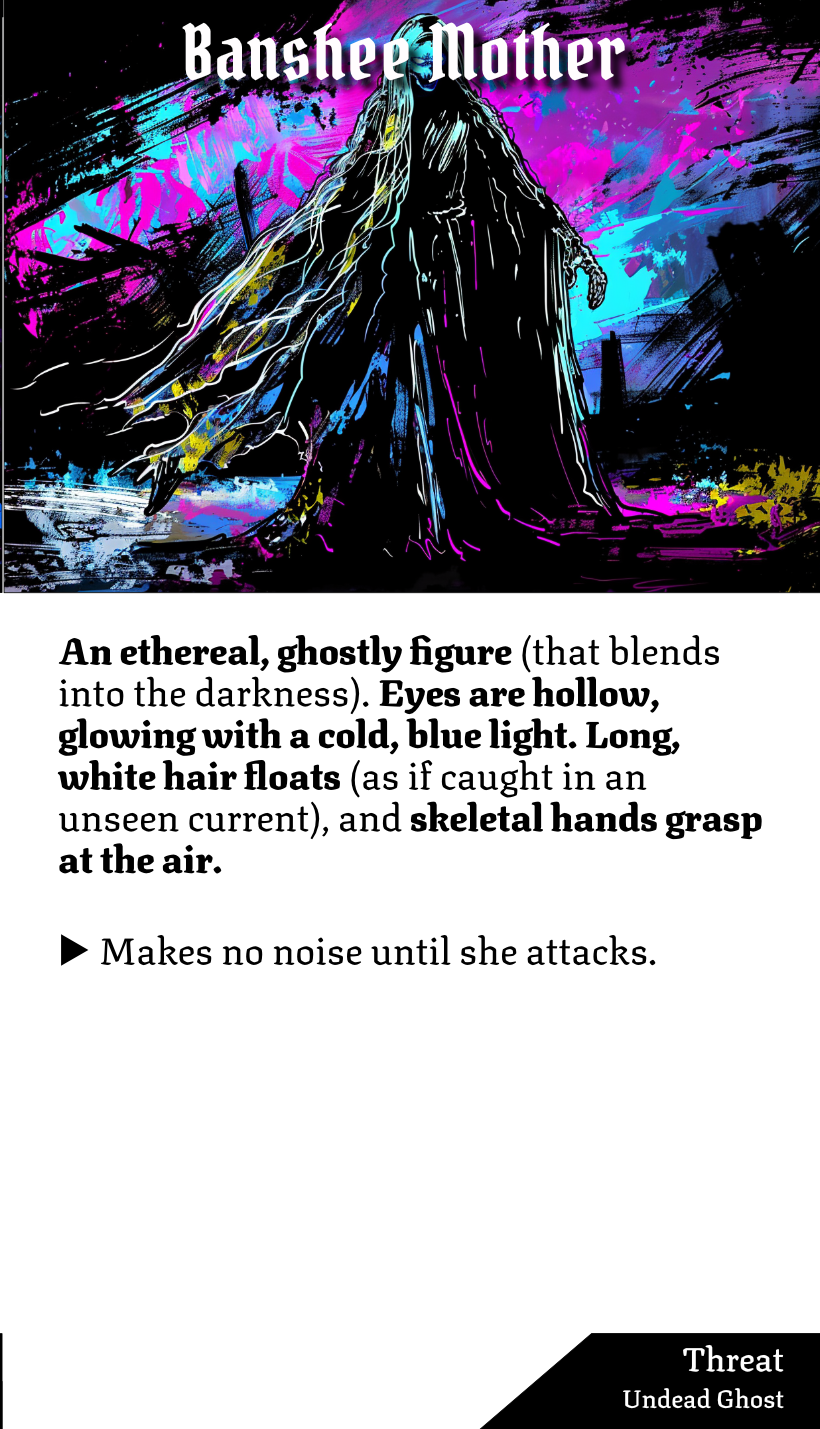 Banshee Mother
An ethereal, ghostly figure (that blends
into the darkness). Eyes are hollow,
glowing with a cold, blue light. Long,
white hair floats (as if caught in an
unseen current), and skeletal hands grasp
at the air.
▶ Makes no noise until she attacks.
Threat
Undead Ghost